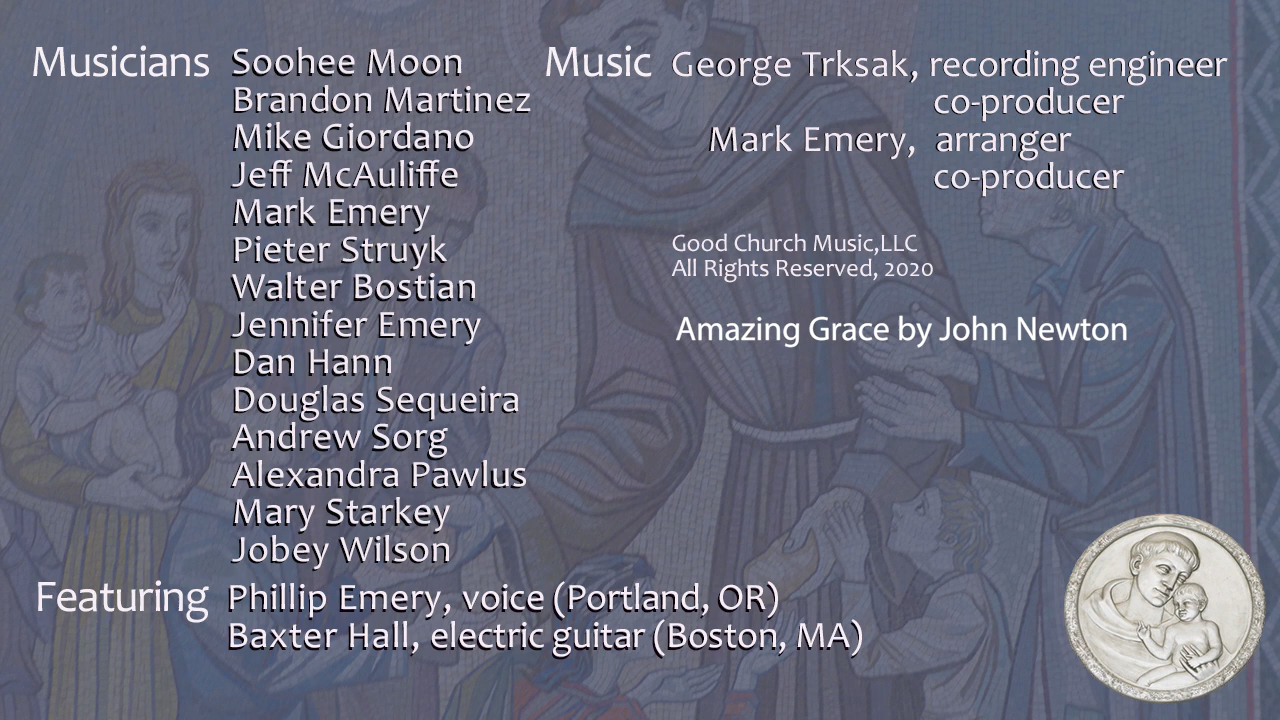 Musicians Soohee Moon
Brandon Martinez
Mike Giordano
Jeff McAuliffe
Mark Emery
Pieter Struyk
Walter Bostian
Jennifer Emery
Dan Hann
Douglas Sequeira
Andrew Sorg
Alexandra Pawlus
Mary Starkey
Jobey Wilson
Featuring Phillip Emery, voice (Portland, OR)
Baxter Hall, electric guitar (Boston, MA)
Music George Trksak, recording engineer
co-producer
Mark Emery, arranger
co-producer
Good Church Music,LLC
All Rights Reserved, 2020
Amazing Grace by John Newton